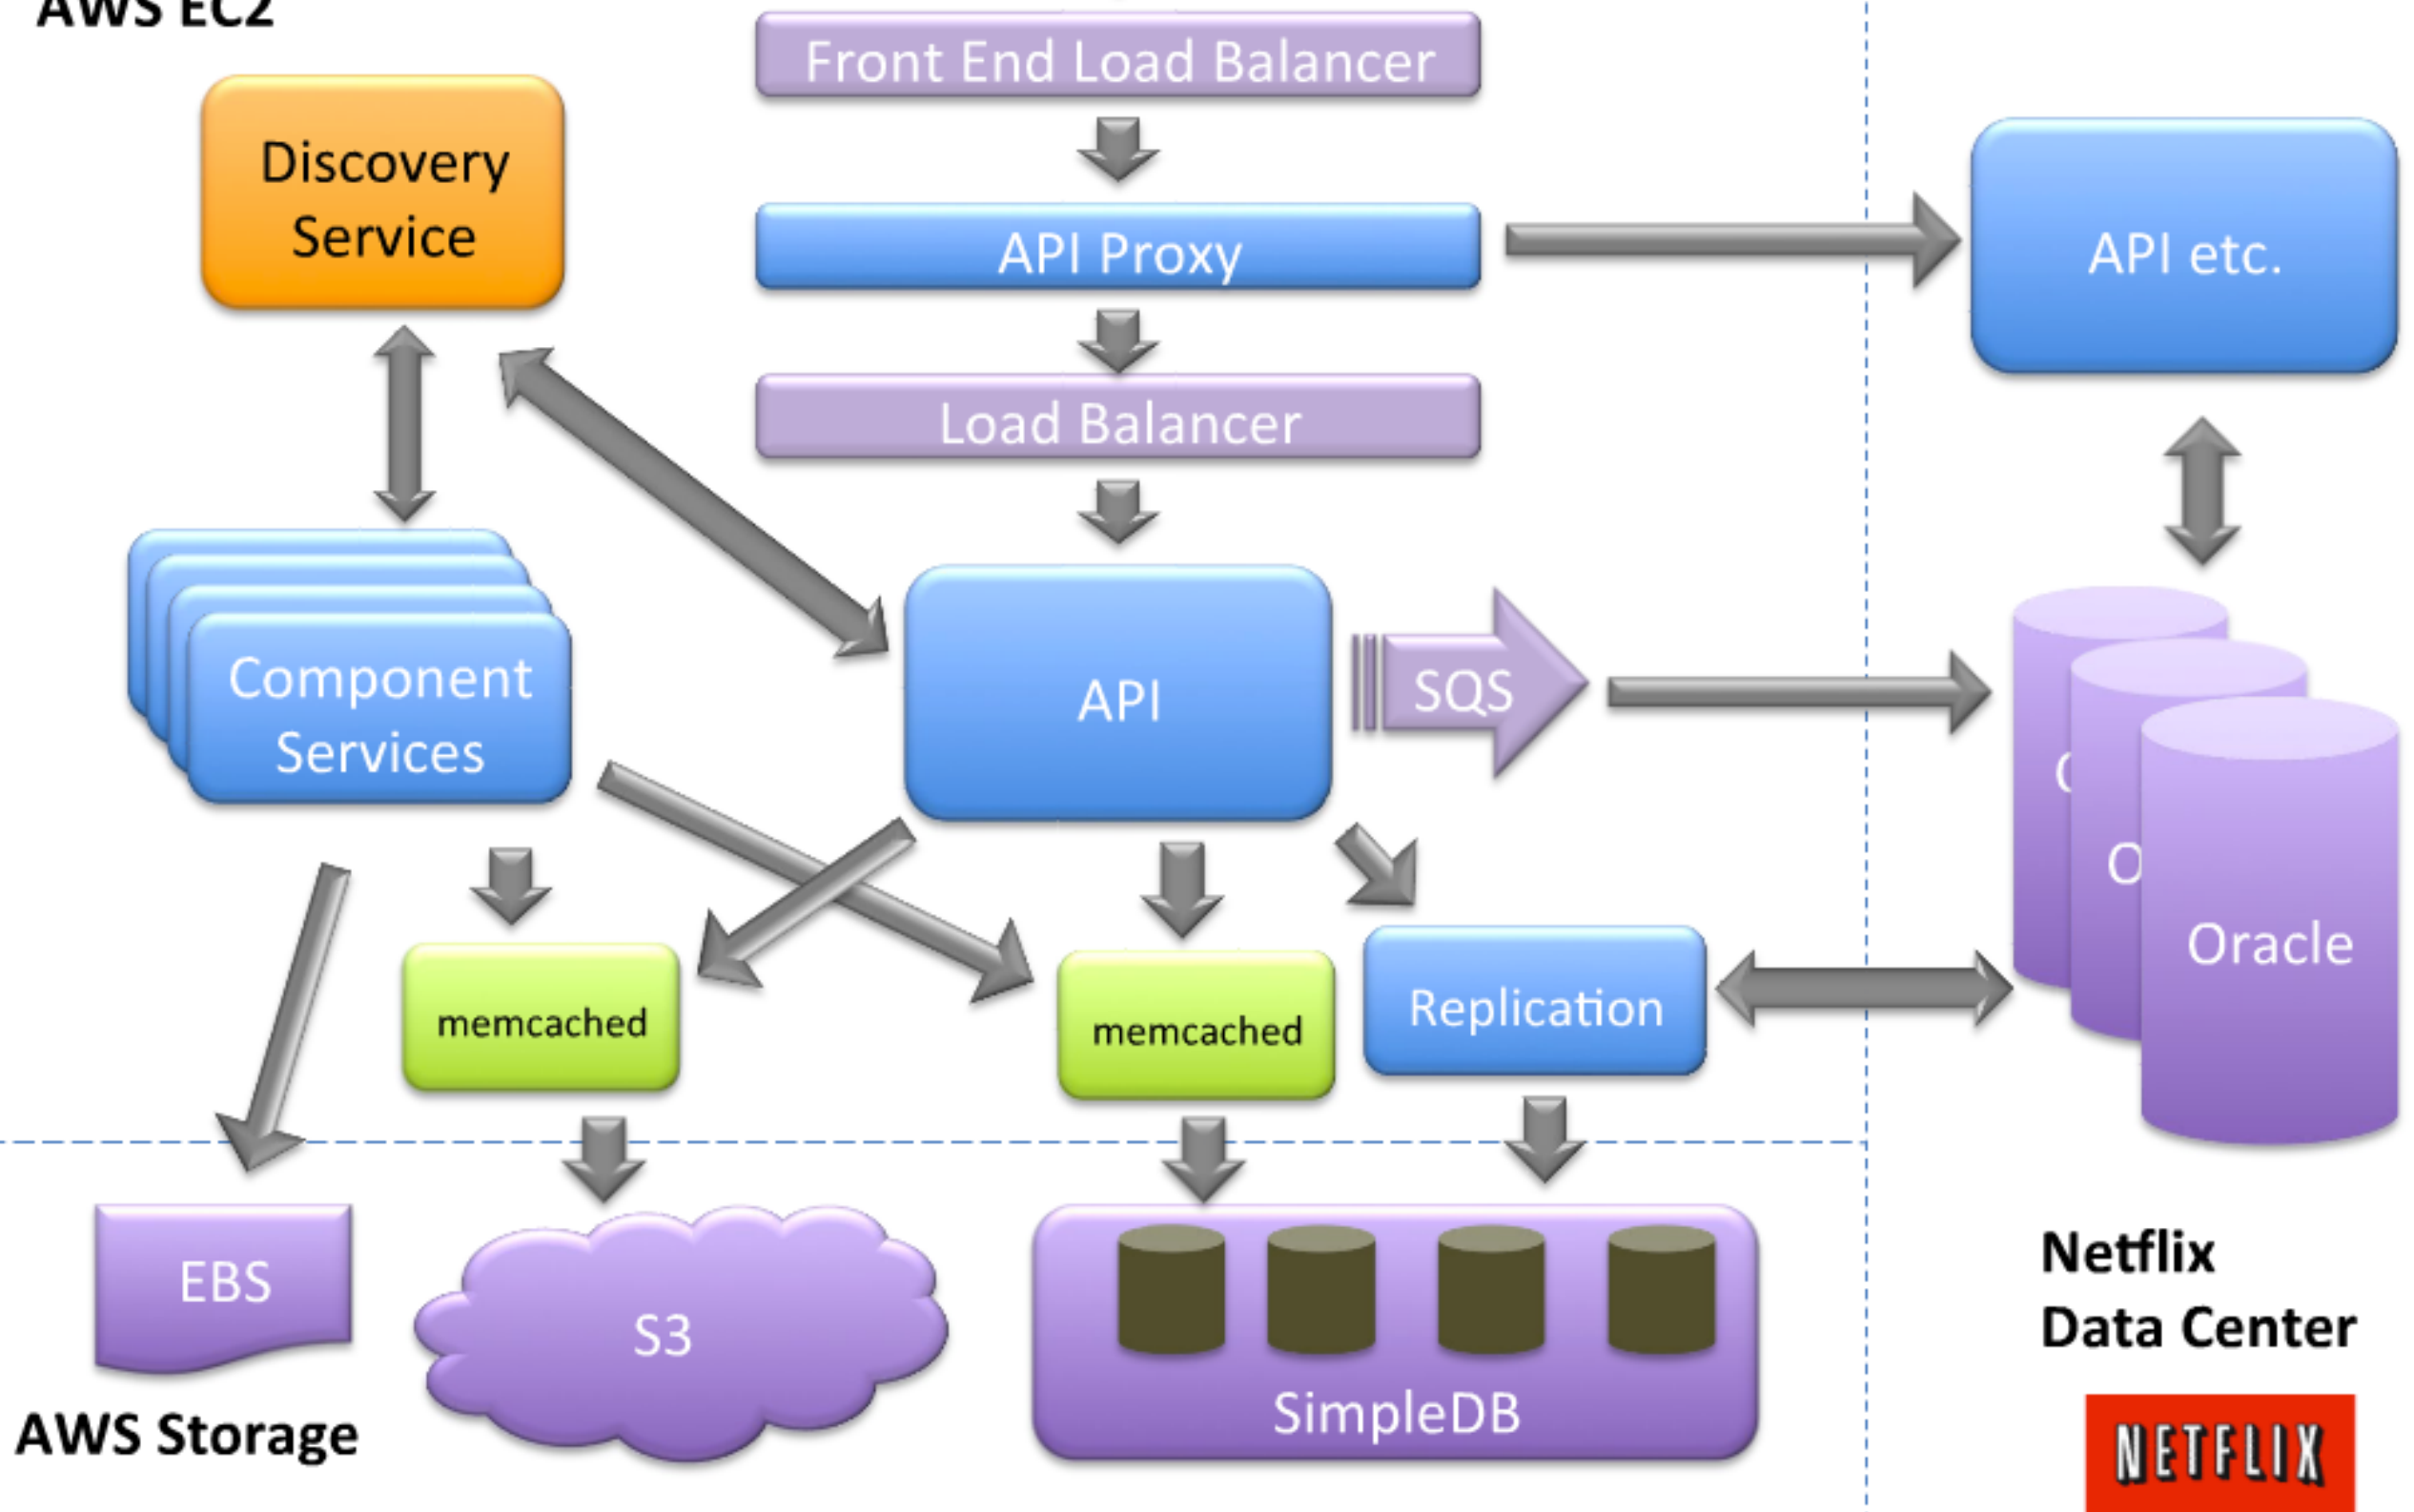 AWS EC2
Front End Load Balancer
Discovery
Service
API Proxy
API etc.
Load Balancer
Component
Services
API
SQS
O
Oracle
memcached
memcached
Replication
EBS
S3
SimpleDB
AWS Storage
Netflix
Data Center
NETFLIX